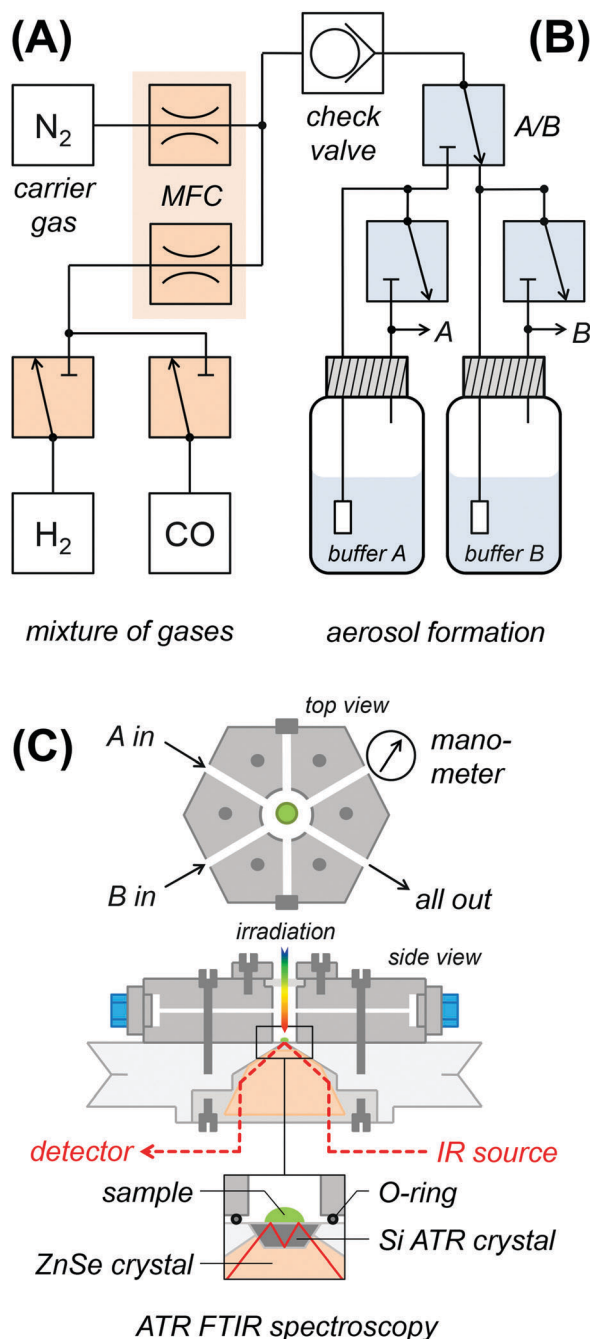 (A)
(B)
N₂
carrier
gas
MFC
check
valve
A/B
A
B
H₂
CO
buffer A
buffer B
mixture of gases
aerosol formation
(C)
top view
A in
mano-
meter
B in
all out
irradiation
side view
detector
IR source
sample
O-ring
Si ATR crystal
ZnSe crystal
ATR FTIR spectroscopy